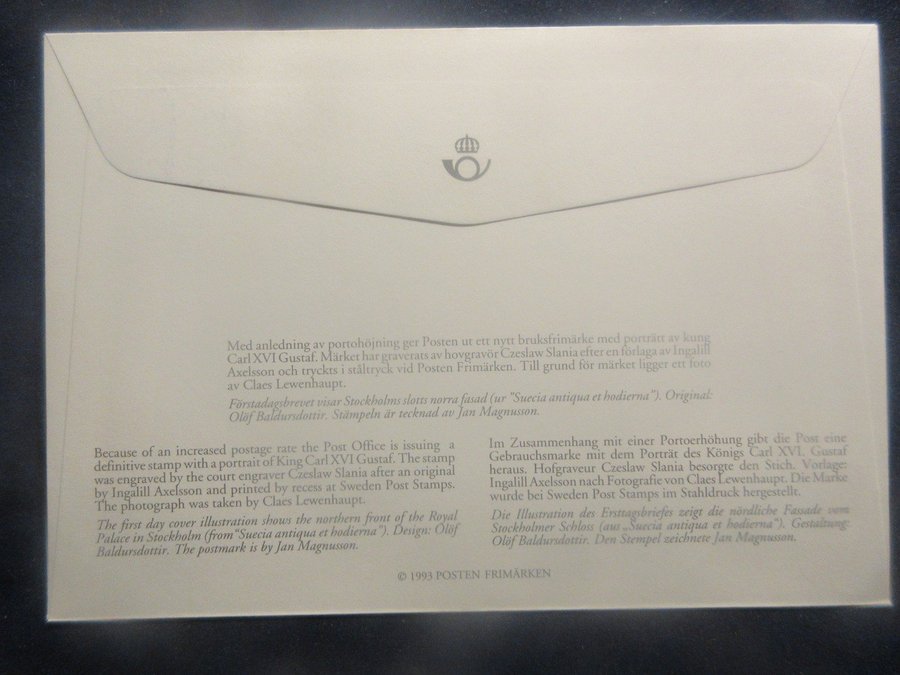 Med anledning av portohöjning ger Posten ut ett nytt bruksfrimärke med porträtt av kung
Carl XVI Gustaf. Märket har graverats av hovgravör Czeslaw Slania efter en förlaga av Ingalill
Axelsson och tryckts i ståltryck vid Posten Frimärken. Till grund för märket ligger ett foto
av Claes Lewenhaupt.
Förstadagsbrevet visar Stockholms slotts norra fasad (ur "Suecia antiqua et hodierna"). Original:
Olöf Baldursdottir. Stämpeln är tecknad av Jan Magnusson.
Because of an increased postage rate the Post Office is issuing a
definitive stamp with a portrait of King Carl XVI Gustaf. The stamp
was engraved by the court engraver Czeslaw Slania after an original
by Ingalill Axelsson and printed by recess at Sweden Post Stamps.
The photograph was taken by Claes Lewenhaupt.
The first day cover illustration shows the northern front of the Royal
Palace in Stockholm (from "Suecia antiqua et hodierna"). Design: Olöf
Baldursdottir. The postmark is by Jan Magnusson.
Im Zusammenhang mit einer Portoerhöhung gibt die Post eine
Gebrauchsmarke mit dem Porträt des Königs Carl XVI. Gustaf
heraus. Hofgraveur Czeslaw Slania besorgte den Stich. Vorlage:
Ingalill Axelsson nach Fotografie von Claes Lewenhaupt. Die Marke
wurde bei Sweden Post Stamps im Stahldruck hergestellt.
Die Illustration des Ersttagsbriefes zeigt die nördliche Fassade vom
Stockholmer Schloss (aus „Suecia antiqua et hodierna"). Gestaltung:
Olöf Baldursdottir. Den Stempel zeichnete Jan Magnusson.
© 1993 POSTEN FRIMÄRKEN